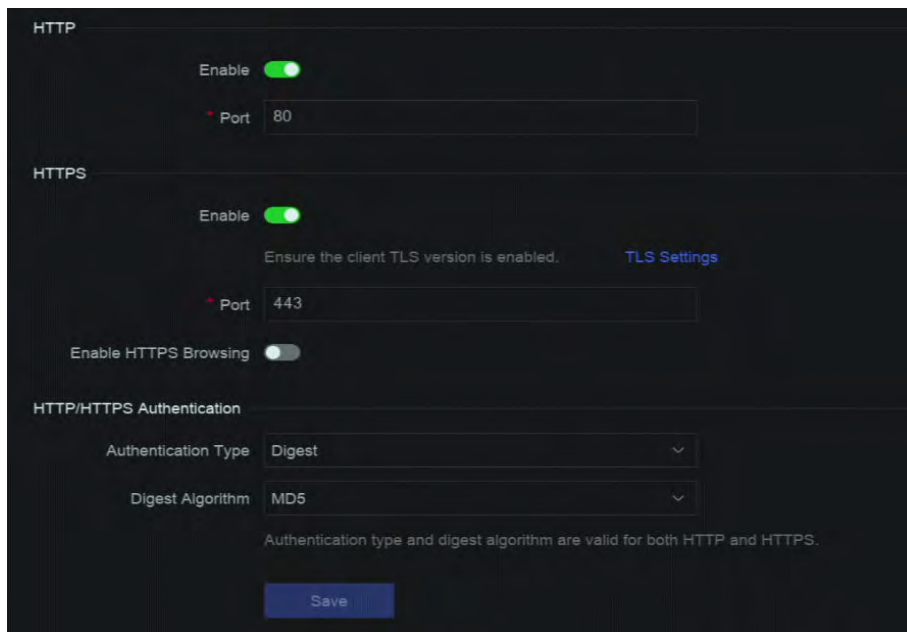 HTTP
Enable
* Port 80
HTTPS
Enable
Ensure the client TLS version is enabled. TLS Settings
* Port 443
Enable HTTPS Browsing
HTTP/HTTPS Authentication
Authentication Type Digest
Digest Algorithm MD5
Authentication type and digest algorithm are valid for both HTTP and HTTPS.
Save